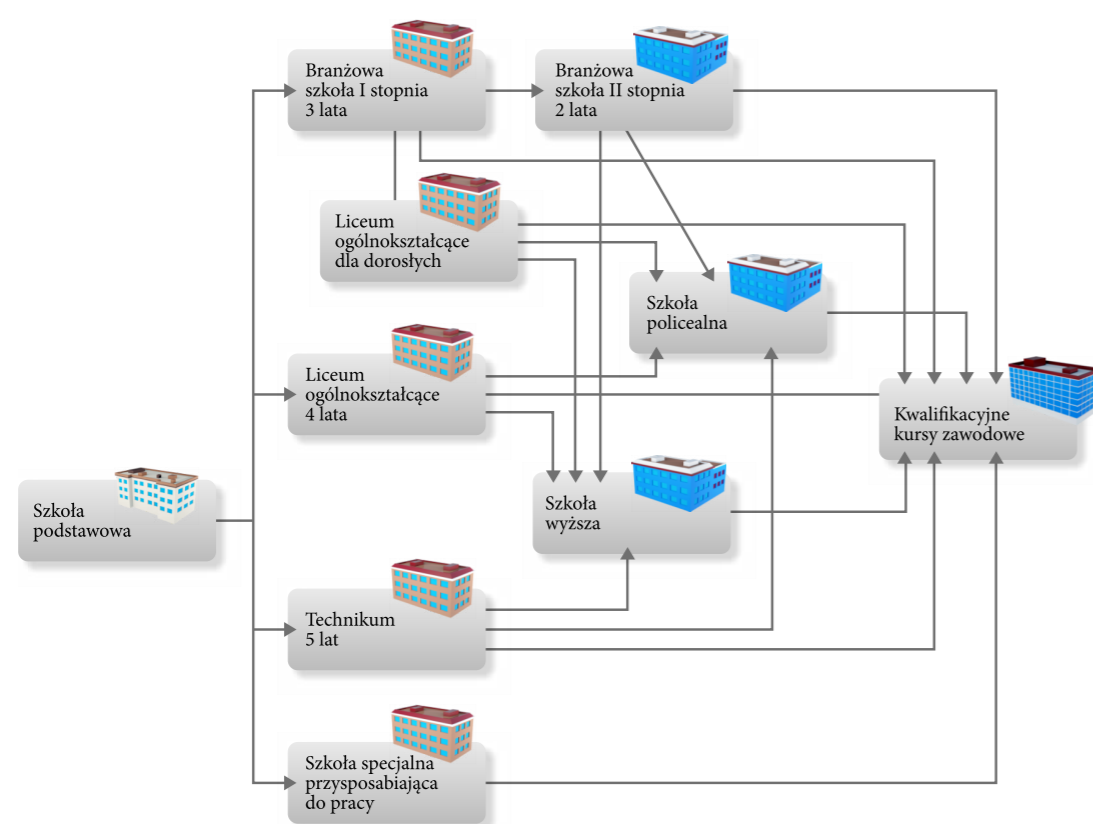 Branżowa
szkoła I stopnia
3 lata
Branżowa
szkoła II stopnia
2 lata
Liceum
ogólnokształcące
dla dorosłych
Szkoła
policealna
Liceum
ogólnokształcące
4 lata
Kwalifikacyjne
kursy zawodowe
Szkoła
podstawowa
Szkoła
wyższa
Technikum
5 lat
Szkoła specjalna
przysposabiająca
do pracy